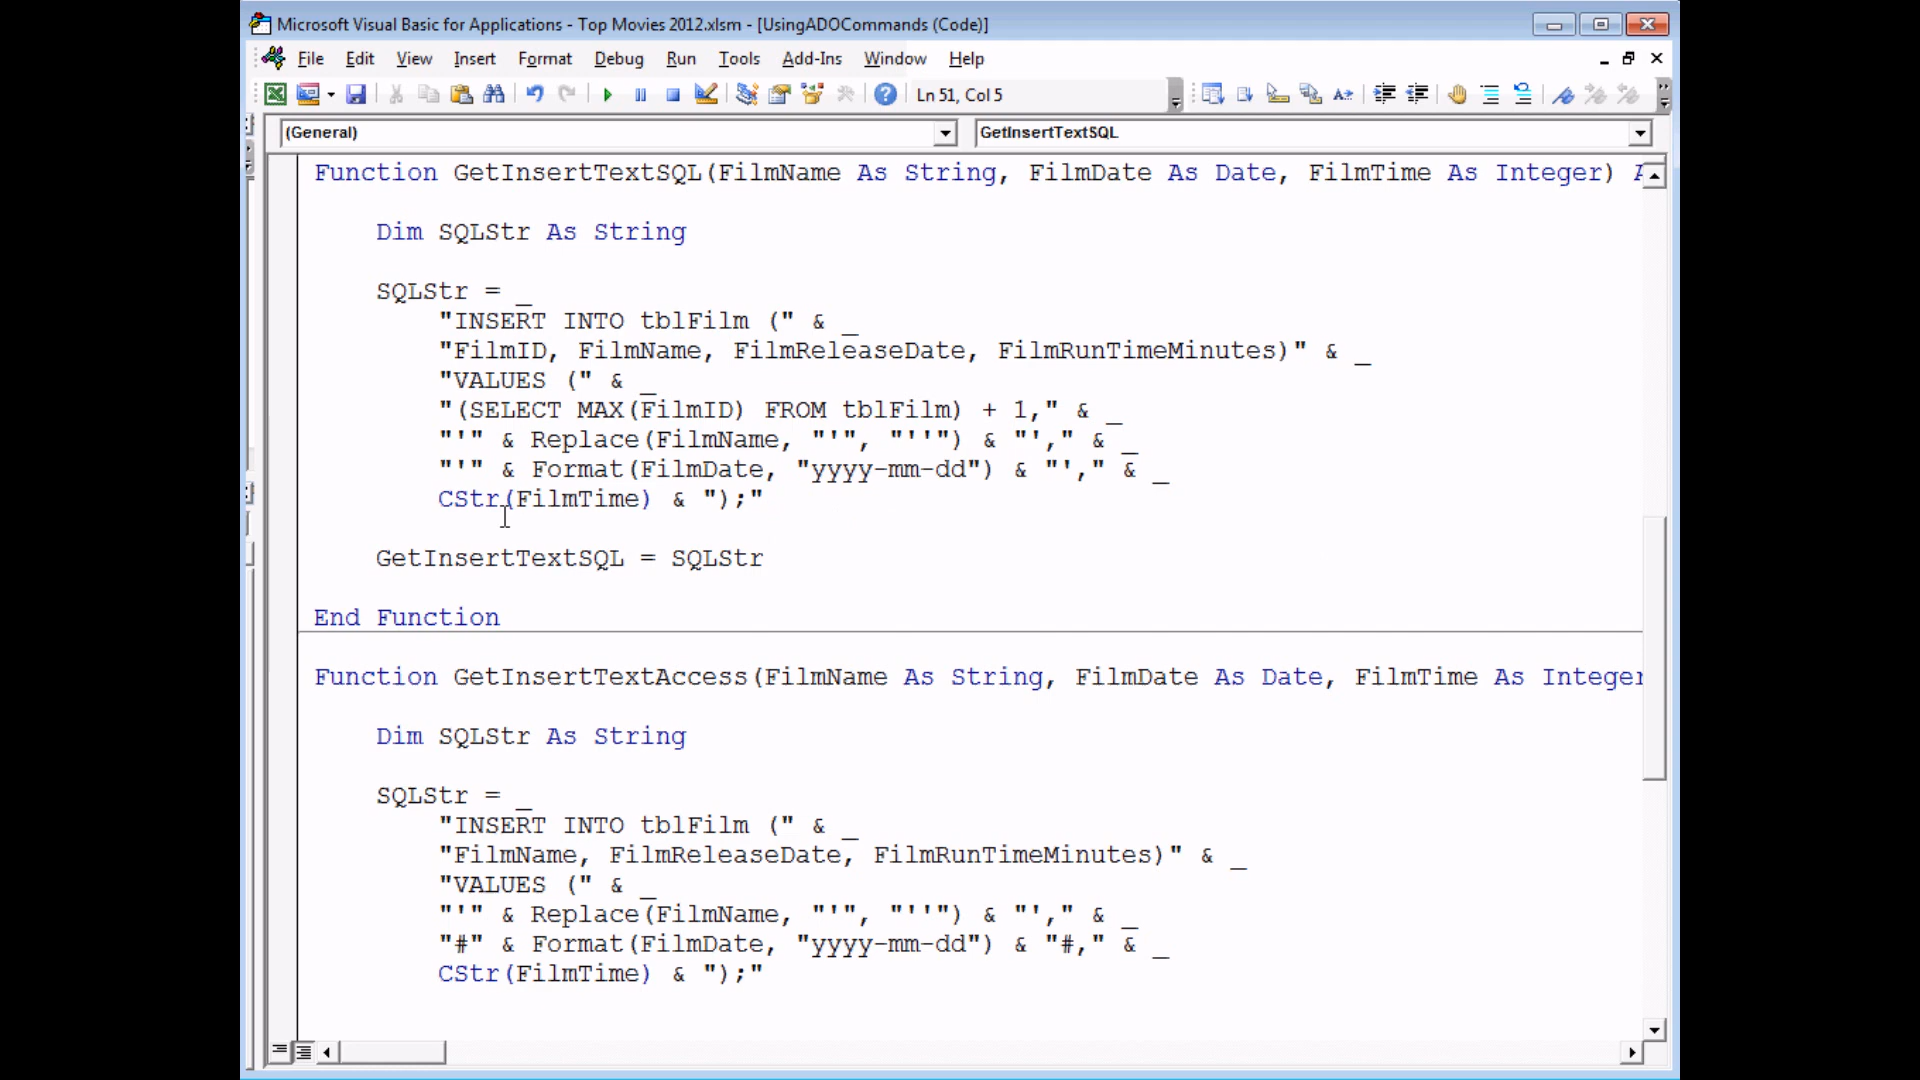 Microsoft Visual Basic for Applications - Top Movies 2012.xlsm - [UsingADOCommands (Code)]
File Edit View Insert Format Debug Run Tools Add-Ins Window Help
Ln 51, Col 5
(General) GetInsertTextSQL
Function GetInsertTextSQL(FilmName As String, FilmDate As Date, FilmTime As Integer)
Dim SQLStr As String
SQLStr = _
"INSERT INTO tblFilm (" & _
"FilmID, FilmName, FilmReleaseDate, FilmRunTimeMinutes)" & _
"VALUES (" & _
"(SELECT MAX(FilmID) FROM tblFilm) + 1," & _
"'" & Replace(FilmName, "'", "''") & "'," & _
"'" & Format(FilmDate, "yyyy-mm-dd") & "'," & _
CStr(FilmTime) & ");"
GetInsertTextSQL = SQLStr
End Function
Function GetInsertTextAccess(FilmName As String, FilmDate As Date, FilmTime As Integer
Dim SQLStr As String
SQLStr = _
"INSERT INTO tblFilm (" & _
"FilmName, FilmReleaseDate, FilmRunTimeMinutes)" & _
"VALUES (" & _
"'" & Replace(FilmName, "'", "''") & "'," & _
"#" & Format(FilmDate, "yyyy-mm-dd") & "#," & _
CStr(FilmTime) & ");"